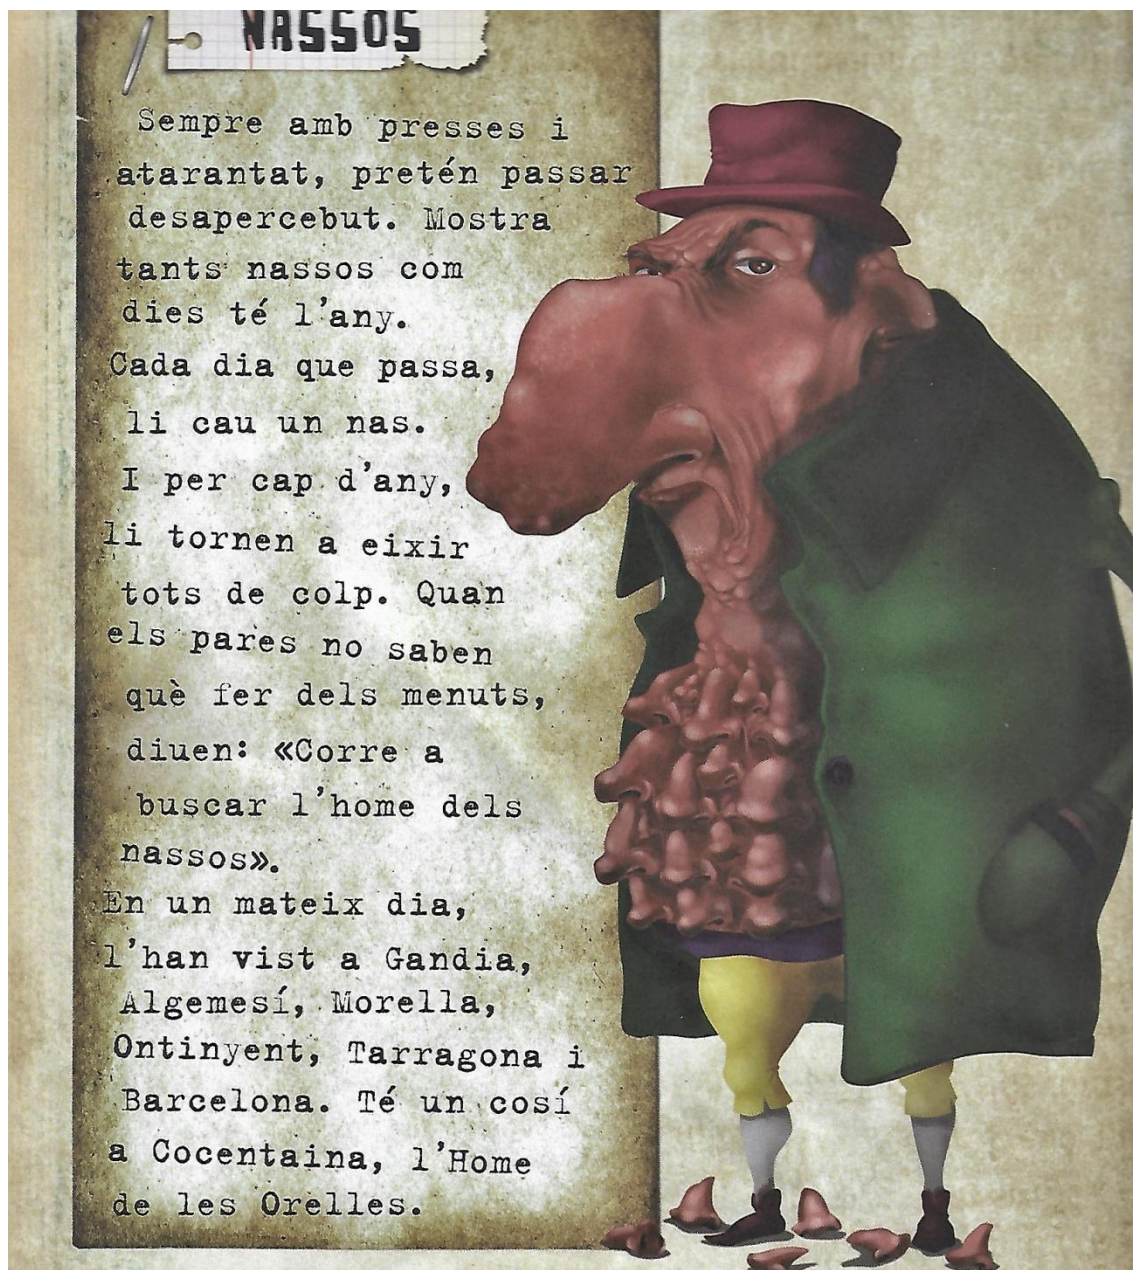 NASSOS
Sempre amb presses i
atarantat, pretén passar
desapercebut. Mostra
tants nassos com
dies té l'any.
Cada dia que passa,
li cau un nas.
I per cap d'any,
li tornen a eixir
tots de colp. Quan
els pares no saben
què fer dels menuts,
diuen: «Corre a
buscar l'home dels
nassos».
En un mateix dia,
l'han vist a Gandia,
Algemesí, Morella,
Ontinyent, Tarragona i
Barcelona. Té un cosí
a Cocentaina, l'Home
de les Orelles.